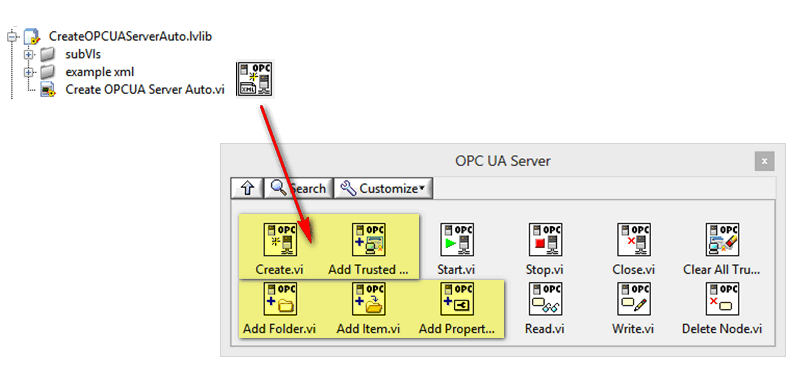 CreateOPCUAServerAuto.lvlib
subVIs
example xml
Create OPCUA Server Auto.vi
OPC
XML
OPC UA Server
x
Search
Customize
OPC OPC OPC OPC OPC OPC
Create.vi Add Trusted ... Start.vi Stop.vi Close.vi Clear All Tru...
OPC OPC OPC OPC OPC OPC
Add Folder.vi Add Item.vi Add Propert... Read.vi Write.vi Delete Node.vi